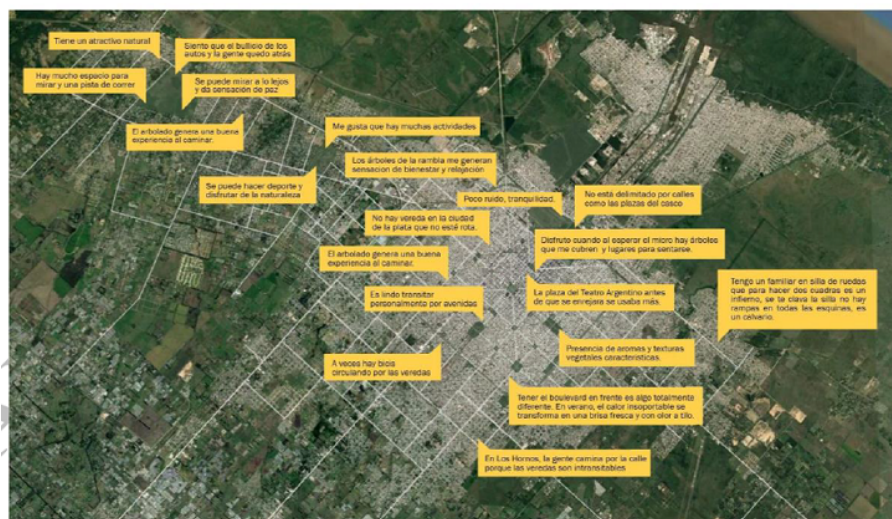 Tiene un atractivo natural
Siento que el bullicio de los
autos y la gente quedo atrás
Hay mucho espacio para
mirar y una pista de correr
Se puede mirar a lo lejos
y da sensación de paz
El arbolado genera una buena
experiencia al caminar.
Me gusta que hay muchas actividades
Los árboles de la rambla me generan
sensacion de bienestar y relajación
Se puede hacer deporte y
disfrutar de la naturaleza
Poco ruido, tranquilidad.
No está delimitado por calles
como las plazas del casco
No hay vereda en la ciudad
de la plata que no esté rota.
Disfruto cuando al esperar el micro hay árboles
que me cubren y lugares para sentarse.
El arbolado genera una buena
experiencia al caminar.
Es lindo transitar
personalmente por avenidas
La plaza del Teatro Argentino antes
de que se enrejara se usaba más.
Tengo un familiar en silla de ruedas
que para hacer dos cuadras es un
infierno, se te clava la silla no hay
rampas en todas las esquinas, es
un calvario.
Presencia de aromas y texturas
vegetales características.
A veces hay bicis
circulando por las veredas
Tener el boulevard en frente es algo totalmente
diferente. En verano, el calor insoportable se
transforma en una brisa fresca y con olor a tilo.
En Los Hornos, la gente camina por la calle
porque las veredas son intransitables